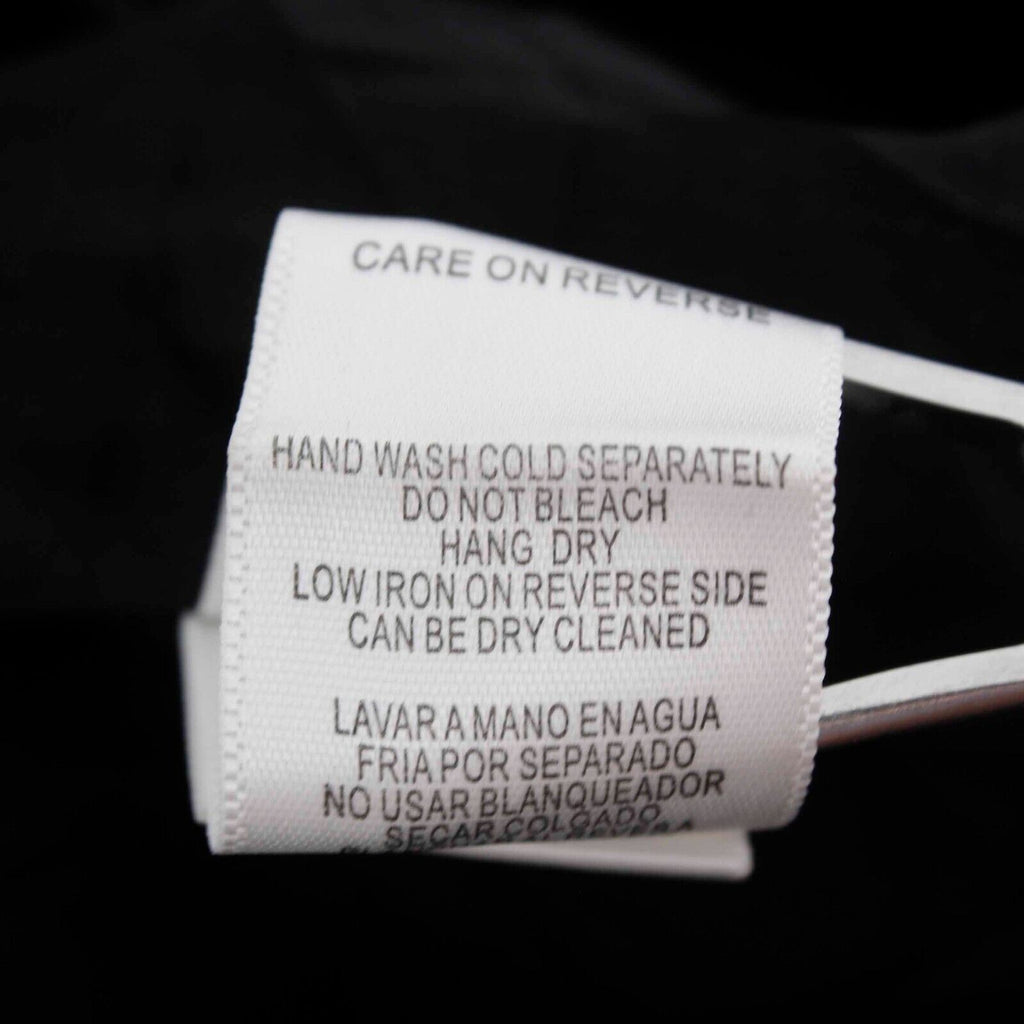 CARE ON REVERSE
HAND WASH COLD SEPARATELY
DO NOT BLEACH
HANG DRY
LOW IRON ON REVERSE SIDE
CAN BE DRY CLEANED
LAVAR A MANO EN AGUA
FRIA POR SEPARADO
NO USAR BLANQUEADOR
SECAR COLGADO